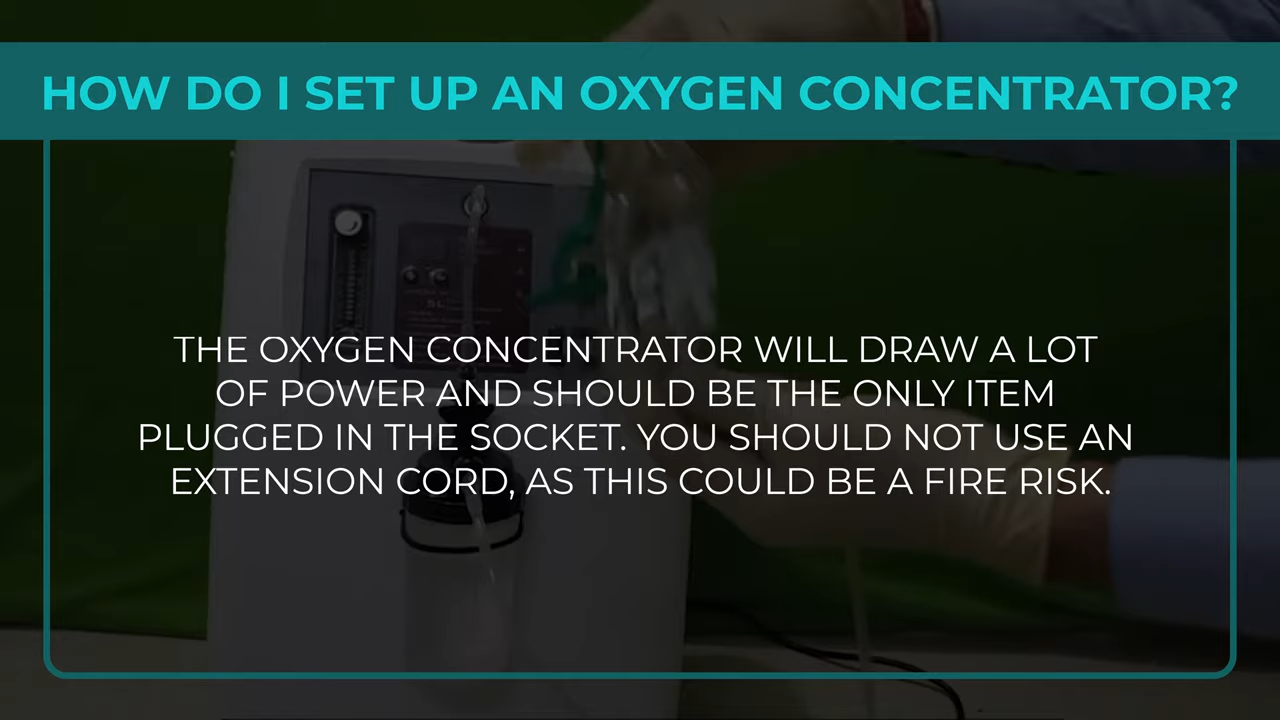 HOW DO I SET UP AN OXYGEN CONCENTRATOR?
THE OXYGEN CONCENTRATOR WILL DRAW A LOT
OF POWER AND SHOULD BE THE ONLY ITEM
PLUGGED IN THE SOCKET. YOU SHOULD NOT USE AN
EXTENSION CORD, AS THIS COULD BE A FIRE RISK.